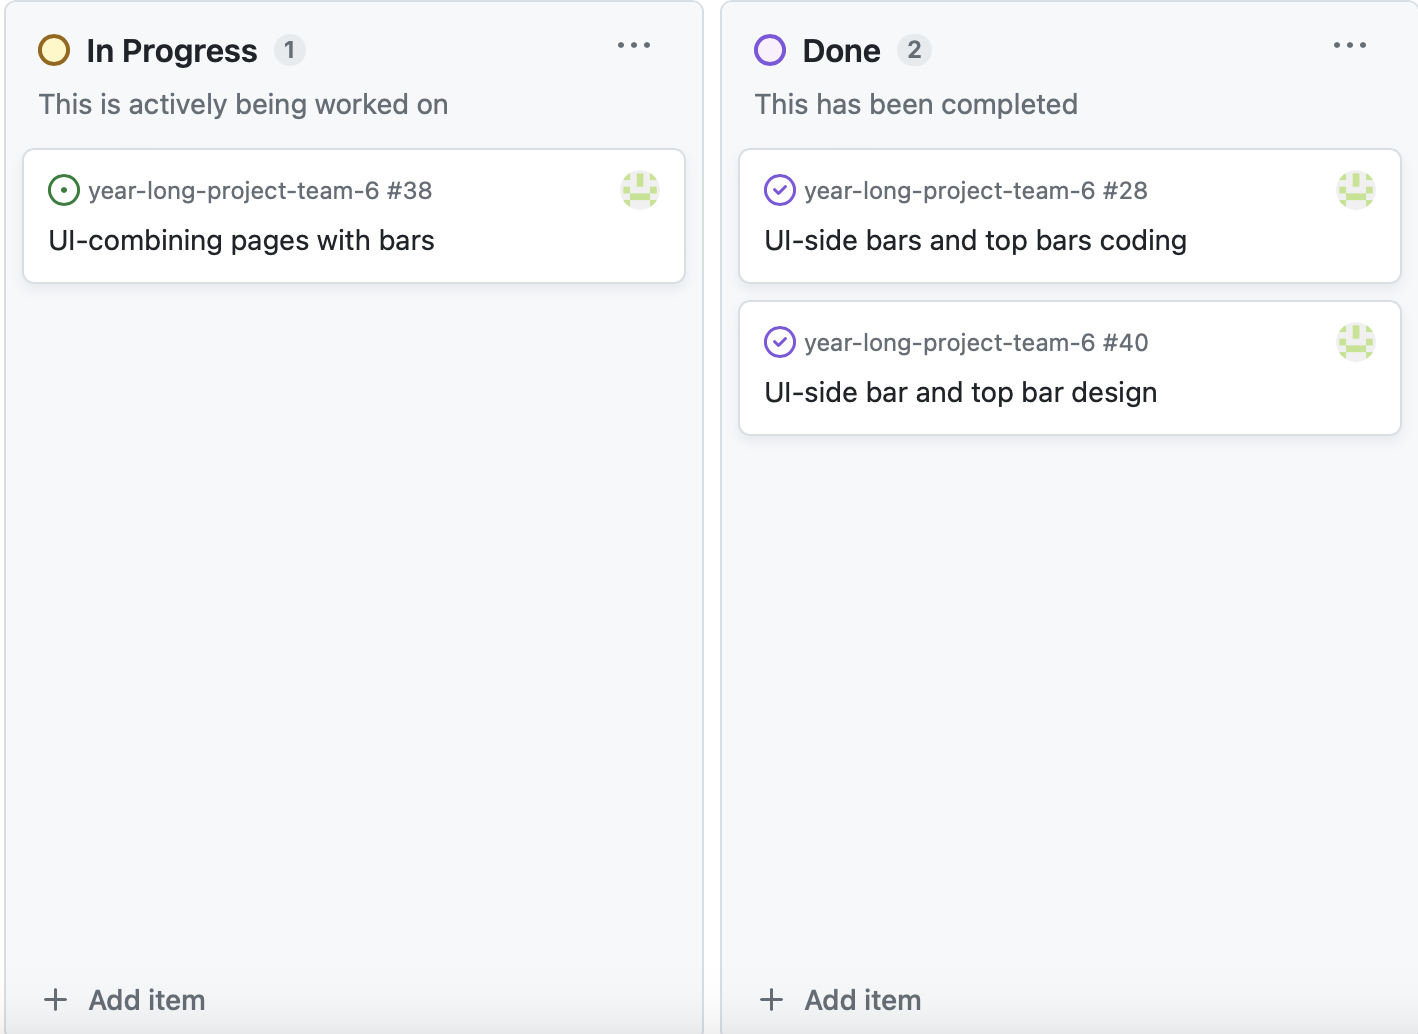 In Progress 1
This is actively being worked on
year-long-project-team-6 #38
UI-combining pages with bars
Add item
Done 2
This has been completed
year-long-project-team-6 #28
UI-side bars and top bars coding
year-long-project-team-6 #40
UI-side bar and top bar design
Add item